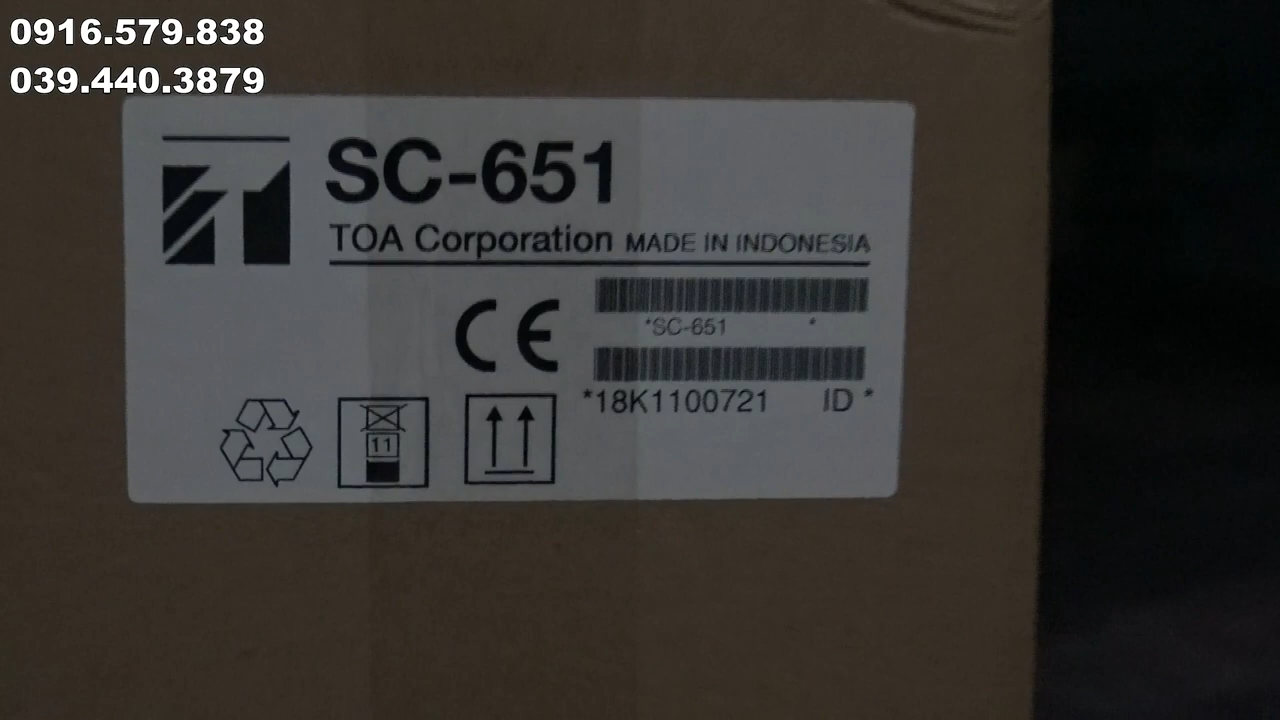 0916.579.838
039.440.3879
SC-651
TOA Corporation MADE IN INDONESIA
CE
*SC-651 *
*18K1100721 ID *
11